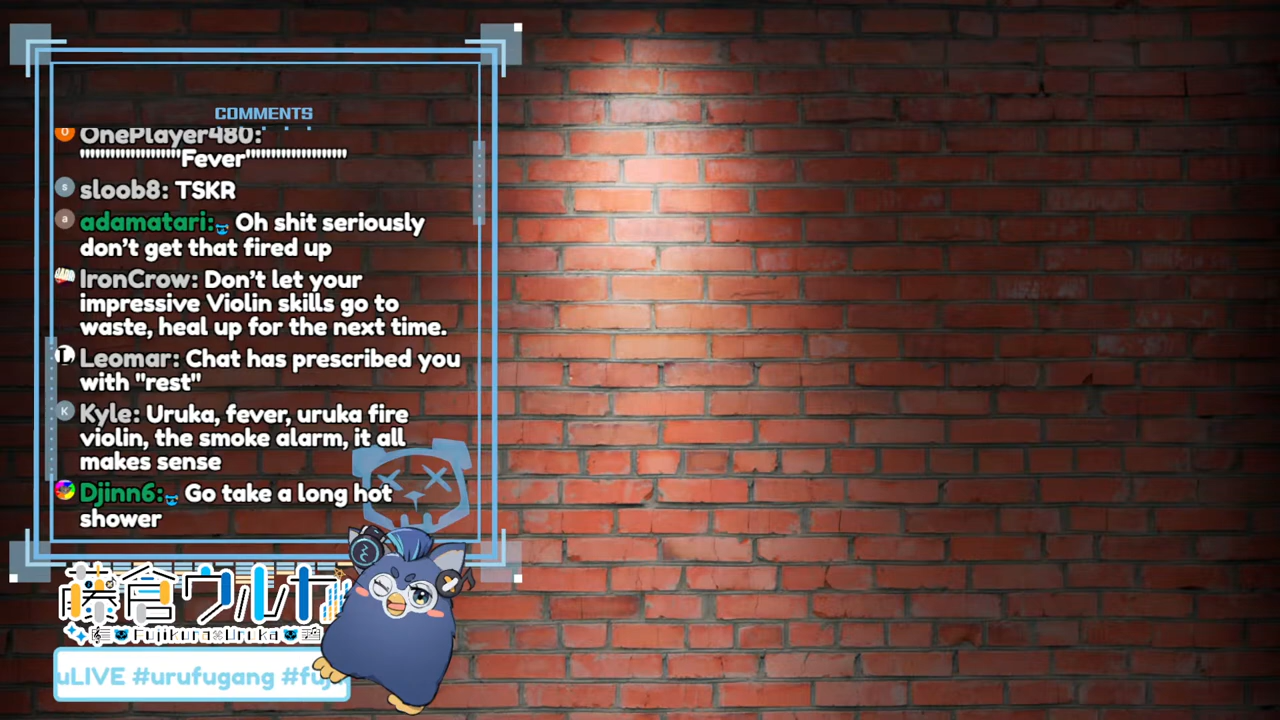 COMMENTS
OnePlayer480:
""""""""""""""""""""Fever""""""""""""""""""""
sloob8: TSKR
adamatari: Oh shit seriously
don't get that fired up
IronCrow: Don't let your
impressive Violin skills go to
waste, heal up for the next time.
Leomar: Chat has prescribed you
with "rest"
Kyle: Uruka, fever, uruka fire
violin, the smoke alarm, it all
makes sense
Djinn6: Go take a long hot
shower
藤倉ウルカ
Fujikura Uruka
uLIVE #urufugang #fuj